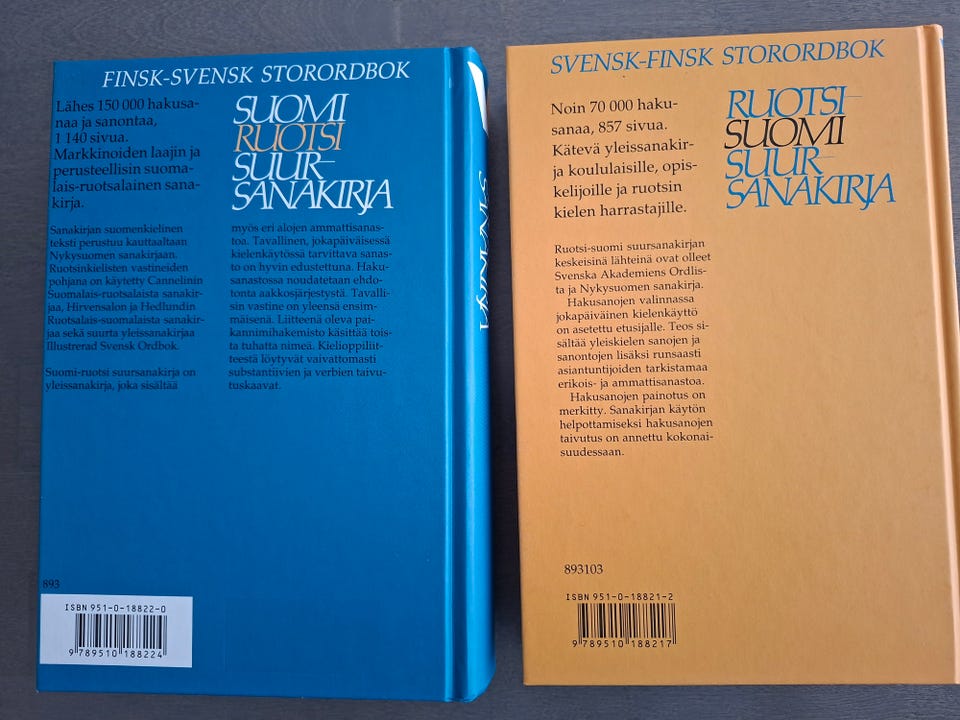 FINSK-SVENSK STORORDBOK
Lähes 150 000 hakusa-
naa ja sanontaa,
1 140 sivua.
Markkinoiden laajin ja
perusteellisin suoma-
lais-ruotsalainen sana-
kirja.
SUOMI
RUOTSI
SUUR-
SANAKIRJA
Sanakirjan suomenkielinen
teksti perustuu kauttaaltaan
Nykysuomen sanakirjaan.
Ruotsinkielisten vastineiden
pohjana on käytetty Cannelinin
Suomalais-ruotsalaista sanakir-
jaa, Hirvensalon ja Hedlundin
Ruotsalais-suomalaista sanakir-
jaa sekä suurta yleissanakirjaa
Illustrerad Svensk Ordbok.
Suomi-ruotsi suursanakirja on
yleissanakirja, joka sisältää
myös eri alojen ammattisanas-
toa. Tavallinen, jokapäiväisessä
kielenkäytössä tarvittava sanas-
to on hyvin edustettuna. Haku-
sanastossa noudatetaan ehdo-
tonta aakkosjärjestystä. Tavalli-
sin vastine on yleensä ensim-
mäisenä. Liitteenä oleva pai-
kannimihakemisto käsittää tois-
ta tuhatta nimeä. Kielioppiliit-
teestä löytyvät vaivattomasti
substantiivien ja verbien taivu-
tuskaavat.
893
ISBN 951-0-18822-0
9 789510 188224
SVENSK-FINSK STORORDBOK
Noin 70 000 haku-
sanaa, 857 sivua.
Kätevä yleissanakir-
ja koululaisille, opis-
kelijoille ja ruotsin
kielen harrastajille.
RUOTSI-
SUOMI
SUUR-
SANAKIRJA
Ruotsi-suomi suursanakirjan
keskeisinä lähteinä ovat olleet
Svenska Akademiens Ordlis-
ta ja Nykysuomen sanakirja.
Hakusanojen valinnassa
jokapäiväinen kielenkäyttö
on asetettu etusijalle. Teos si-
sältää yleiskielen sanojen ja
sanontojen lisäksi runsaasti
asiantuntijoiden tarkistamaa
erikois- ja ammattisanastoa.
Hakusanojen painotus on
merkitty. Sanakirjan käytön
helpottamiseksi hakusanojen
taivutus on annettu kokonai-
suudessaan.
893103
ISBN 951-0-18821-2
9 789510 188217